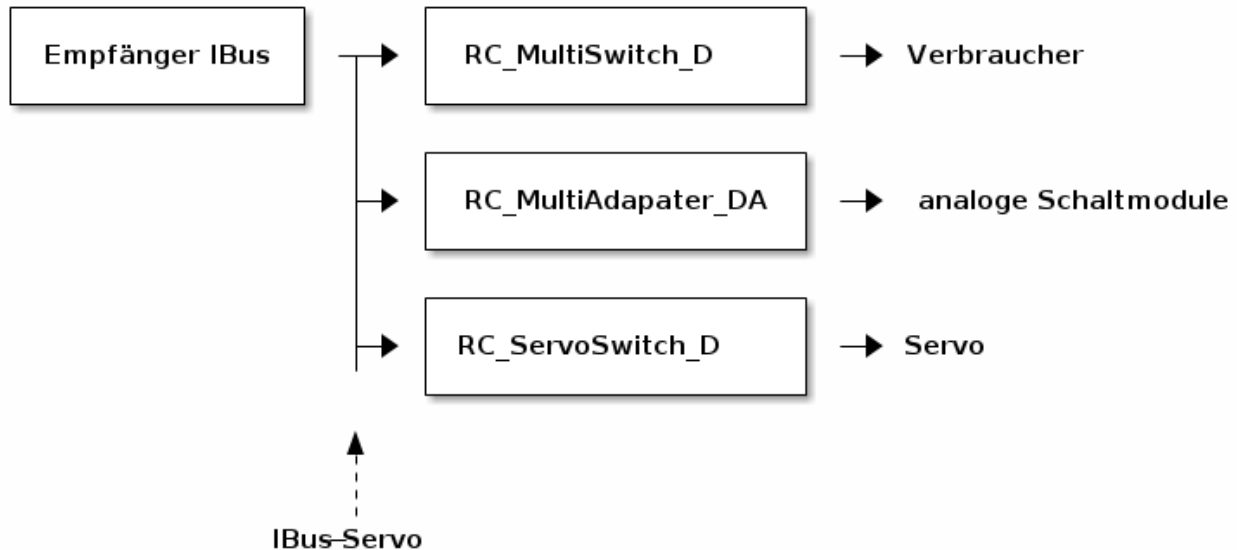 Empfänger IBus
RC_MultiSwitch_D
Verbraucher
RC_MultiAdapater_DA
analoge Schaltmodule
RC_ServoSwitch_D
Servo
IBus-Servo